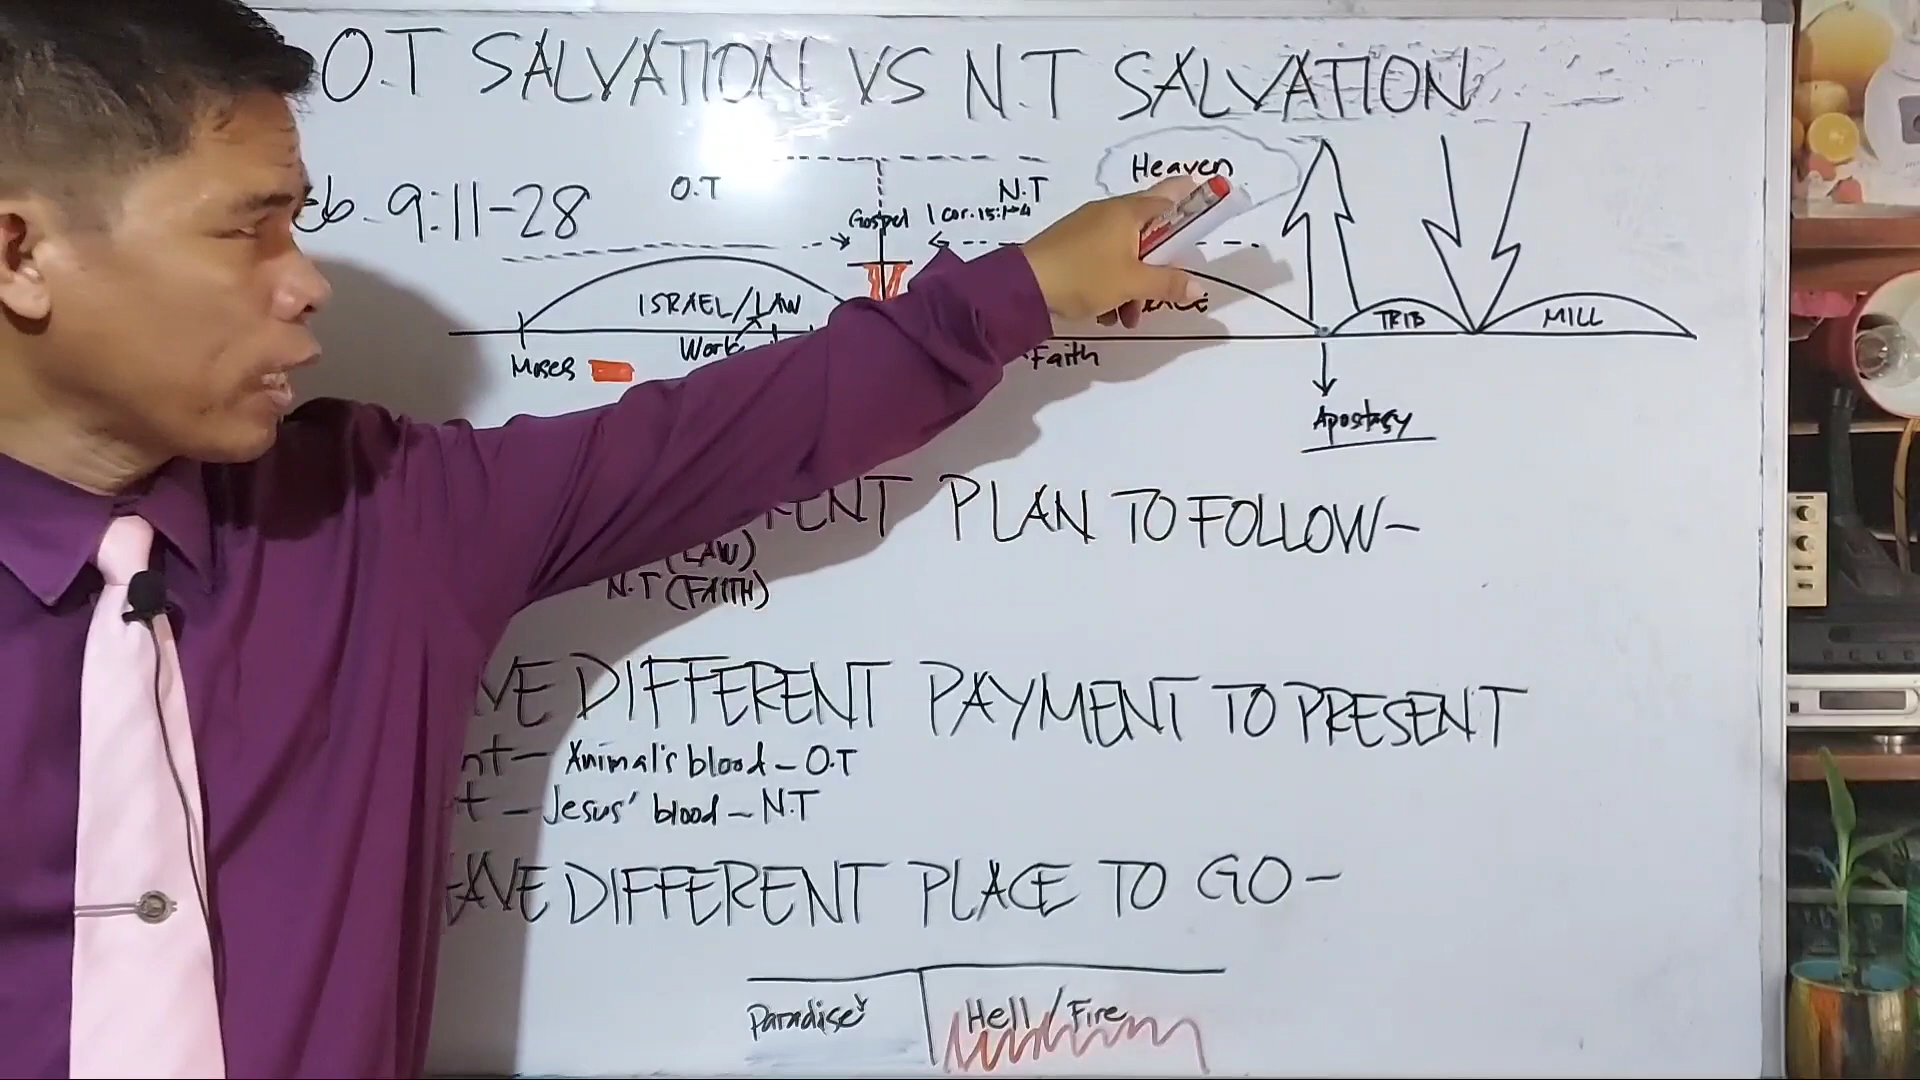 O.T SALVATION VS N.T SALVATION
Heaven
9:11-28
O.T
N.T
Gospel 1 Cor. 15:1-4
ISRAEL/LAW
TRIB
MILL
Moses
Work
Faith
Apostasy
PLAN TO FOLLOW-
(LAW)
N.T (FAITH)
DIFFERENT PAYMENT TO PRESENT
Animal's blood - O.T
Jesus' blood - N.T
HAVE DIFFERENT PLACE TO GO-
Paradise
Hell / Fire